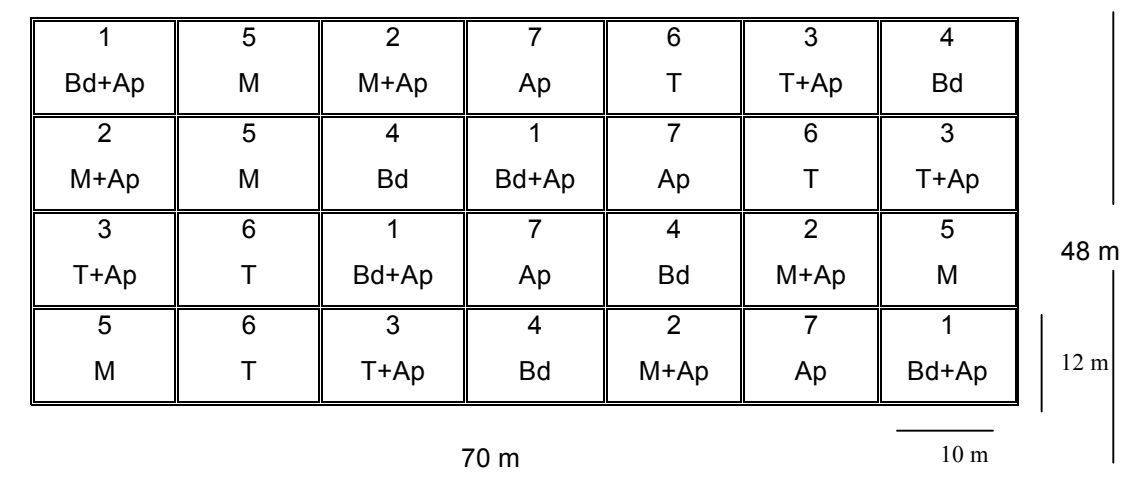 1 5 2 7 6 3 4
Bd+Ap M M+Ap Ap T T+Ap Bd
2 5 4 1 7 6 3
M+Ap M Bd Bd+Ap Ap T T+Ap
3 6 1 7 4 2 5
T+Ap T Bd+Ap Ap Bd M+Ap M
48 m
5 6 3 4 2 7 1
M T T+Ap Bd M+Ap Ap Bd+Ap
12 m
70 m
10 m